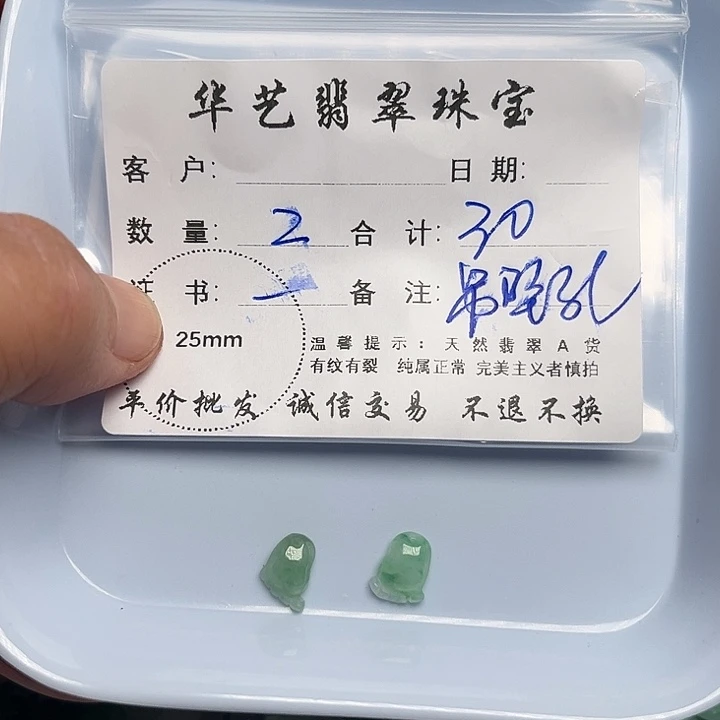 华艺翡翠珠宝
客 户: 日 期:
数 量: 2 合 计: 30
证 书: 备 注:
25mm
温馨提示：天然翡翠A货
有纹有裂 纯属正常 完美主义者慎拍
平价批发 诚信交易 不退不换